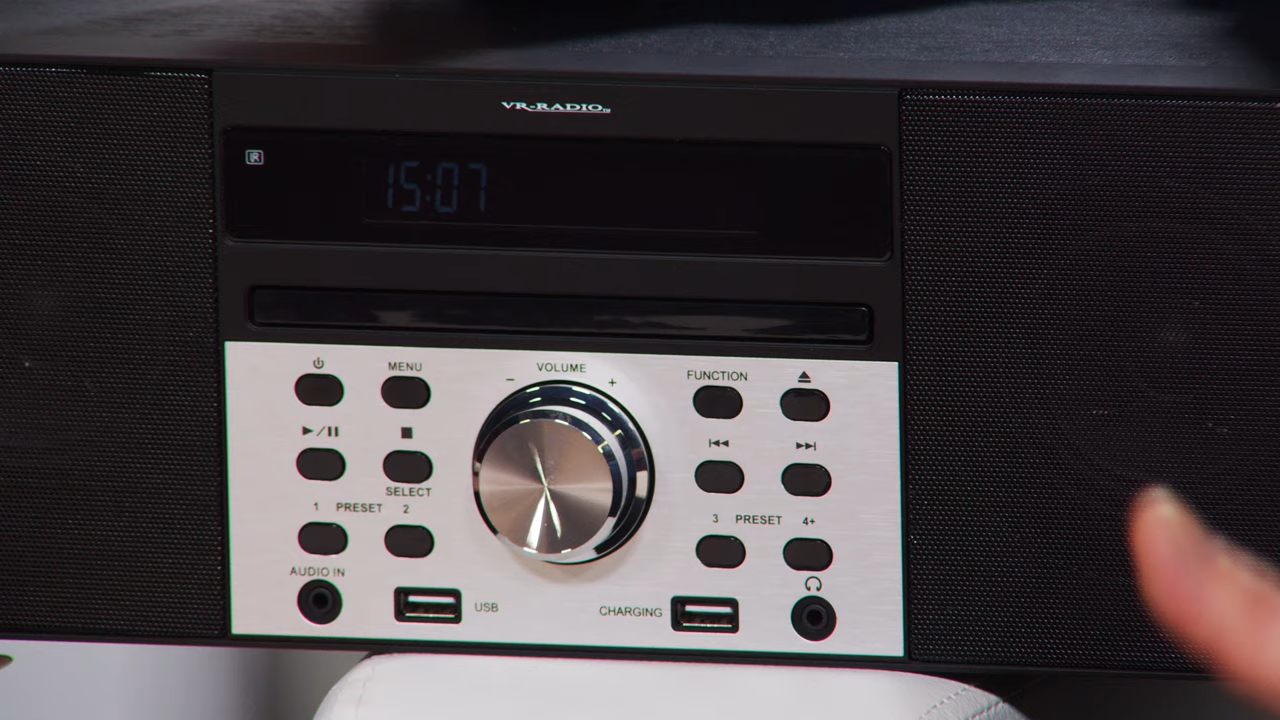 VR-RADIO
R
15:07
MENU
VOLUME
- +
FUNCTION
SELECT
1 PRESET 2
3 PRESET 4+
AUDIO IN
USB
CHARGING